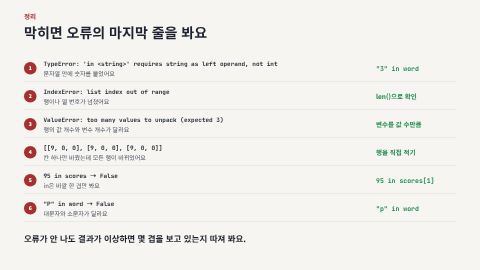 정리
막히면 오류의 마지막 줄을 봐요
1 TypeError: 'in <string>' requires string as left operand, not int
문자열 안에 숫자를 물었어요
"3" in word
2 IndexError: list index out of range
행이나 열 번호가 넘쳤어요
len()으로 확인
3 ValueError: too many values to unpack (expected 3)
행의 값 개수와 변수 개수가 달라요
변수를 값 수만큼
4 [[9, 0, 0], [9, 0, 0], [9, 0, 0]]
칸 하나만 바꿨는데 모든 행이 바뀌었어요
행을 직접 적기
5 95 in scores → False
in은 바깥 한 겹만 봐요
95 in scores[1]
6 "P" in word → False
대문자와 소문자가 달라요
"p" in word
오류가 안 나도 결과가 이상하면 몇 겹을 보고 있는지 따져 봐요.